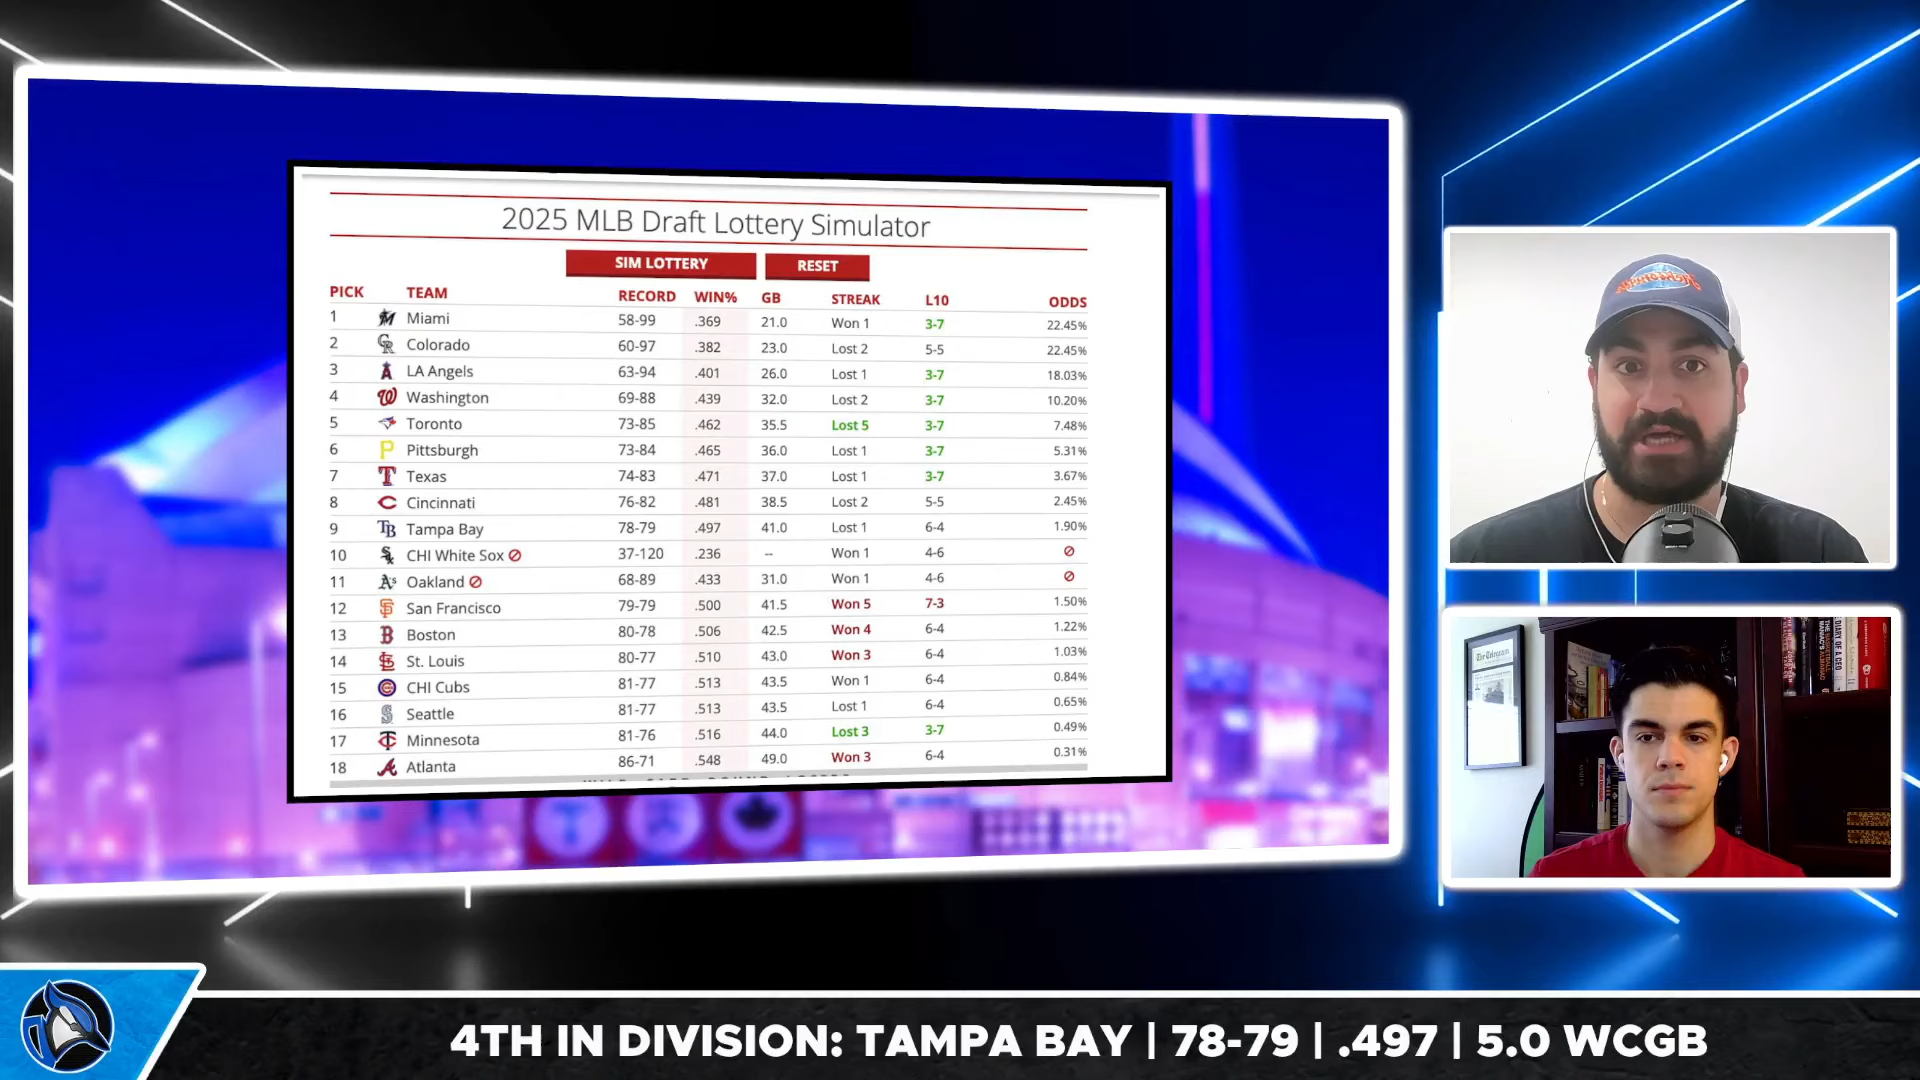 2025 MLB Draft Lottery Simulator
SIM LOTTERY RESET
PICK TEAM RECORD WIN% GB STREAK L10 ODDS
1 Miami 58-99 .369 21.0 Won 1 3-7 22.45%
2 Colorado 60-97 .382 23.0 Lost 2 5-5 22.45%
3 LA Angels 63-94 .401 26.0 Lost 1 3-7 18.03%
4 Washington 69-88 .439 32.0 Lost 2 3-7 10.20%
5 Toronto 73-85 .462 35.5 Lost 5 3-7 7.48%
6 Pittsburgh 73-84 .465 36.0 Lost 1 3-7 5.31%
7 Texas 74-83 .471 37.0 Lost 1 3-7 3.67%
8 Cincinnati 76-82 .481 38.5 Lost 2 5-5 2.45%
9 Tampa Bay 78-79 .497 41.0 Lost 1 6-4 1.90%
10 CHI White Sox 37-120 .236 -- Won 1 4-6
11 Oakland 68-89 .433 31.0 Won 1 4-6
12 San Francisco 79-79 .500 41.5 Won 5 7-3 1.50%
13 Boston 80-78 .506 42.5 Won 4 6-4 1.22%
14 St. Louis 80-77 .510 43.0 Won 3 6-4 1.03%
15 CHI Cubs 81-77 .513 43.5 Won 1 6-4 0.84%
16 Seattle 81-77 .513 43.5 Lost 1 6-4 0.65%
17 Minnesota 81-76 .516 44.0 Lost 3 3-7 0.49%
18 Atlanta 86-71 .548 49.0 Won 3 6-4 0.31%
The Telegram
DIARY OF A CEO
4TH IN DIVISION: TAMPA BAY | 78-79 | .497 | 5.0 WCGB